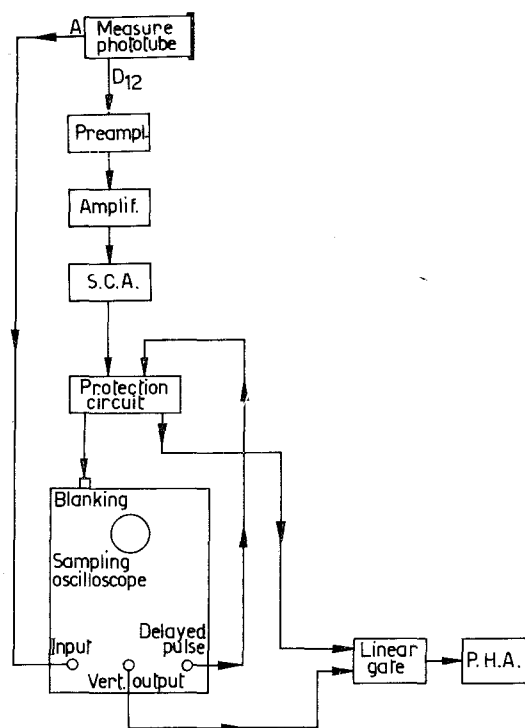 A
Measure
phototube
D12
Preampl.
Amplif.
S.C.A.
Protection
circuit
Blanking
Sampling
oscilloscope
Input
Delayed
pulse
Vert. output
Linear
gate
P.H.A.